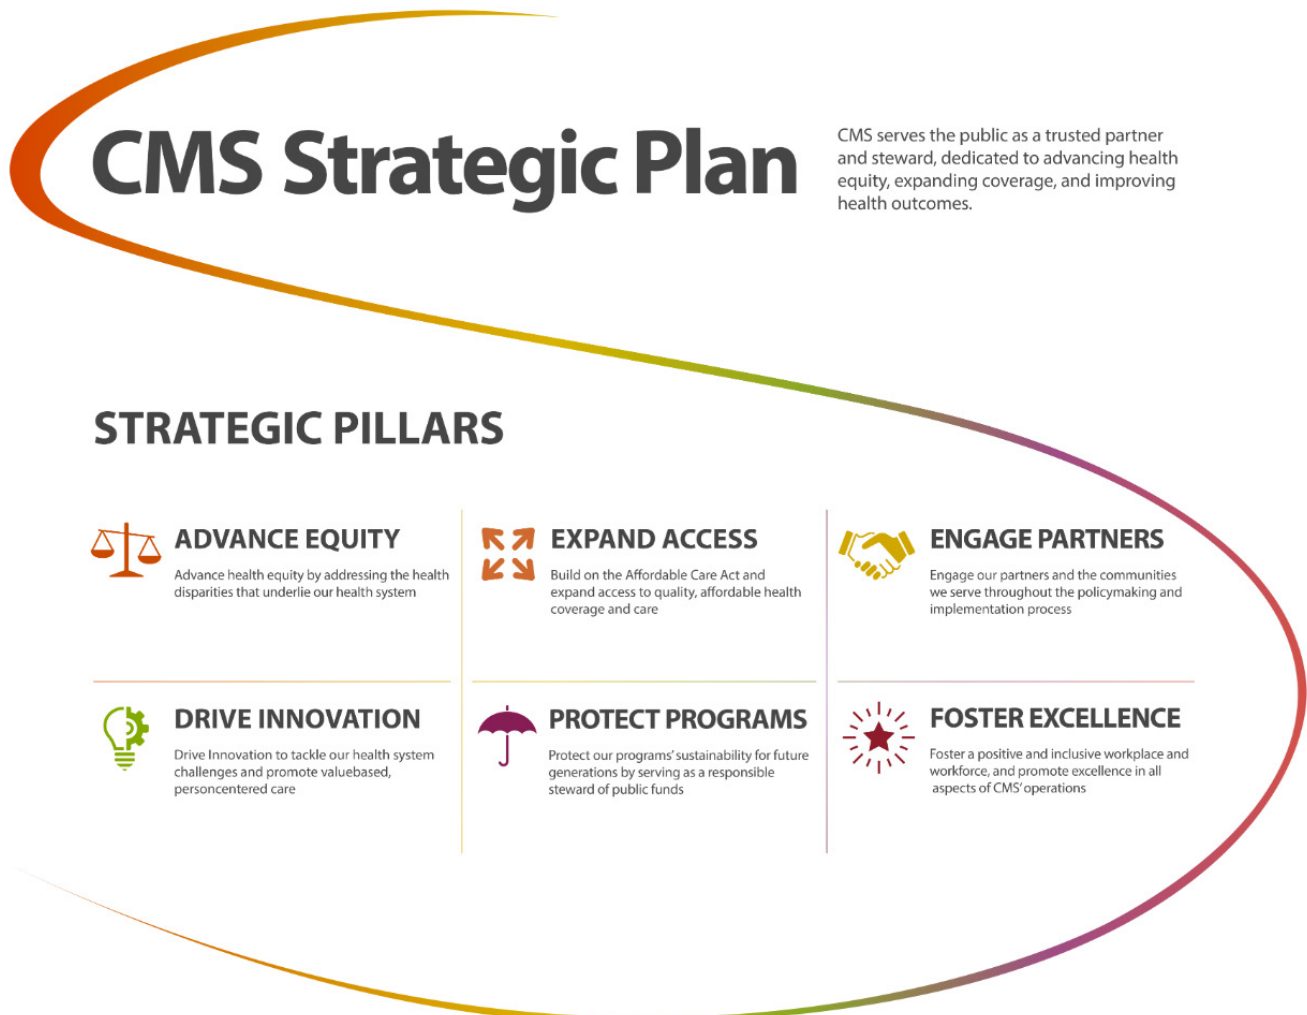 CMS Strategic Plan
CMS serves the public as a trusted partner
and steward, dedicated to advancing health
equity, expanding coverage, and improving
health outcomes.
STRATEGIC PILLARS
ADVANCE EQUITY
Advance health equity by addressing the health
disparities that underlie our health system
EXPAND ACCESS
Build on the Affordable Care Act and
expand access to quality, affordable health
coverage and care
ENGAGE PARTNERS
Engage our partners and the communities
we serve throughout the policymaking and
implementation process
DRIVE INNOVATION
Drive Innovation to tackle our health system
challenges and promote valuebased,
personcentered care
PROTECT PROGRAMS
Protect our programs' sustainability for future
generations by serving as a responsible
steward of public funds
FOSTER EXCELLENCE
Foster a positive and inclusive workplace and
workforce, and promote excellence in all
aspects of CMS' operations